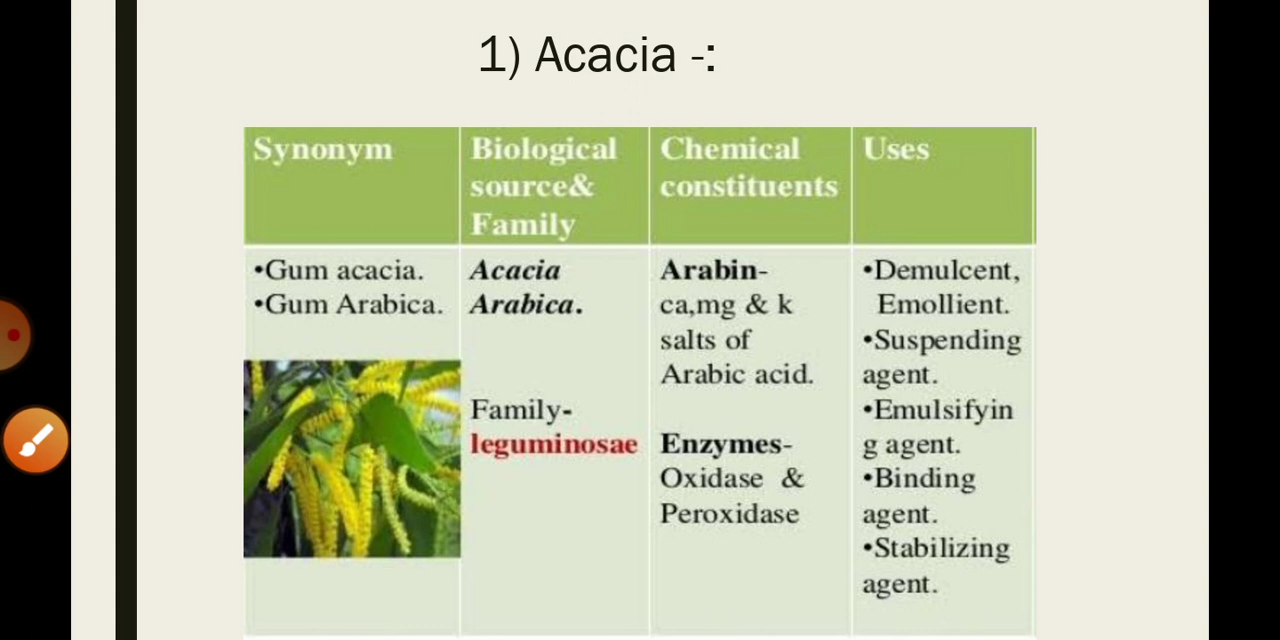 1) Acacia -:
Synonym
Biological
source&
Family
Chemical
constituents
Uses
•Gum acacia.
•Gum Arabica.
Acacia
Arabica.
Family-
leguminosae
Arabin-
ca,mg & k
salts of
Arabic acid.
Enzymes-
Oxidase &
Peroxidase
•Demulcent,
Emollient.
•Suspending
agent.
•Emulsifyin
g agent.
•Binding
agent.
•Stabilizing
agent.